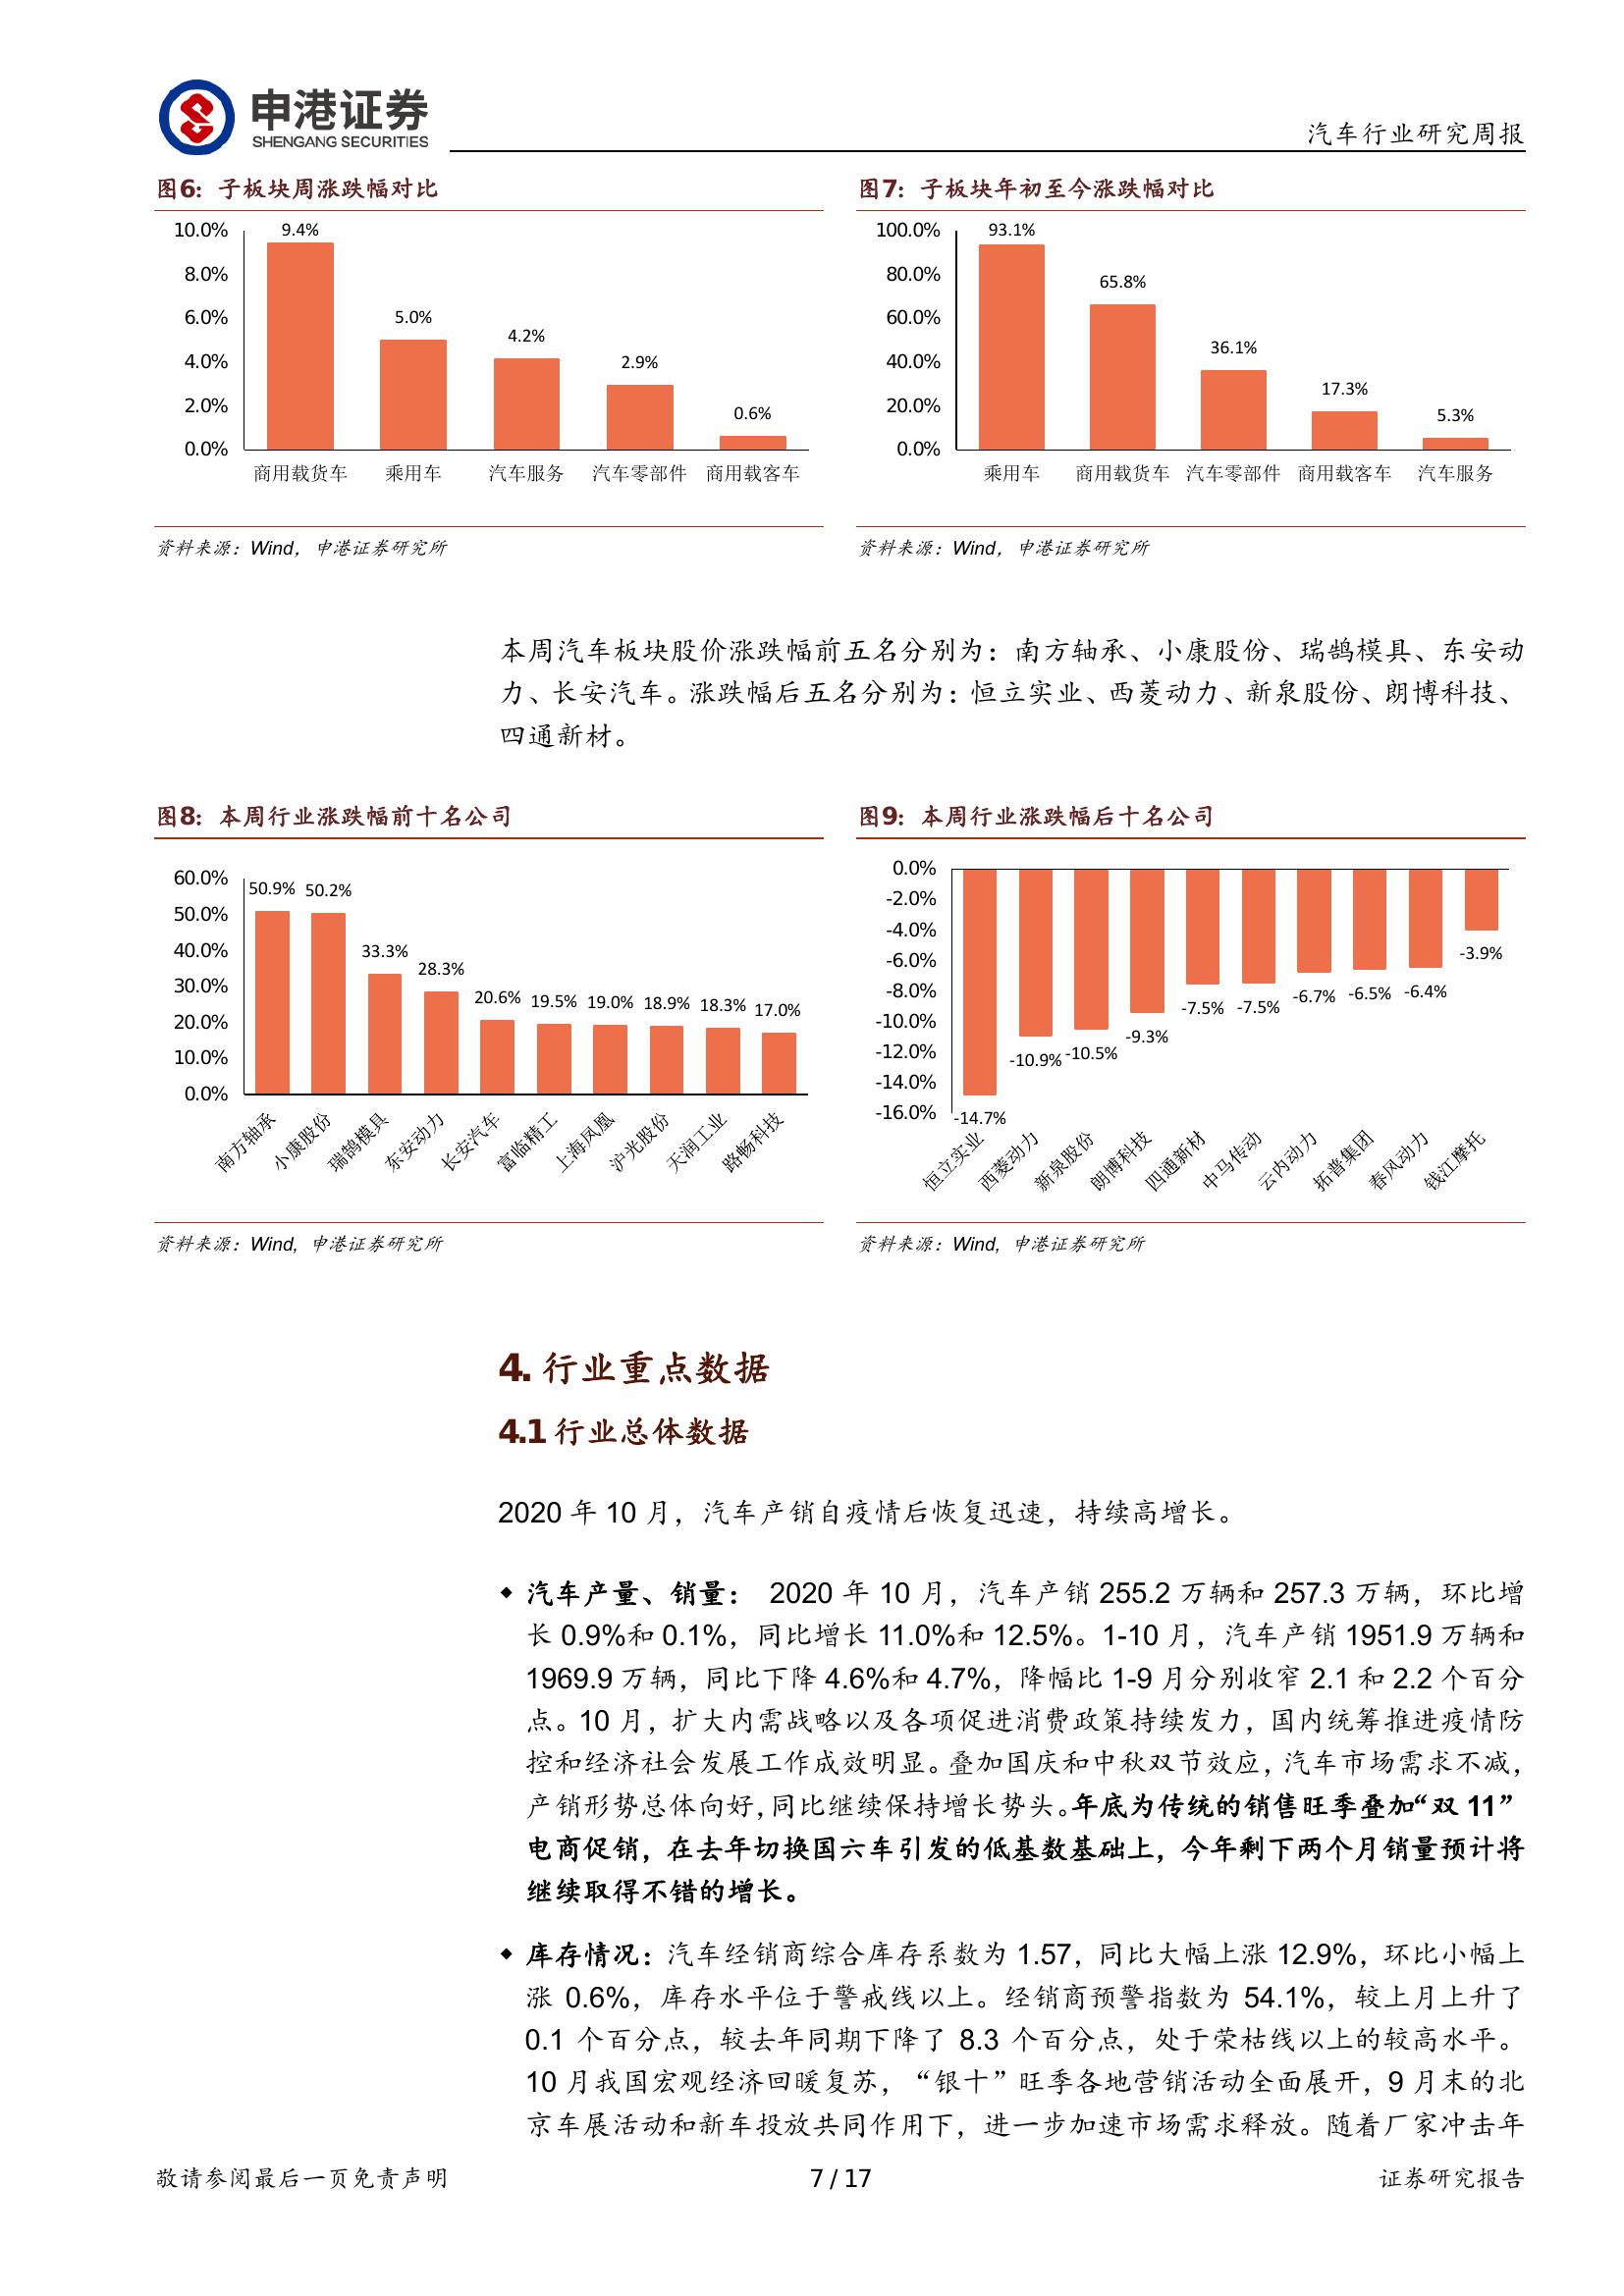 申港证券
SHENGANG SECURITIES
汽车行业研究周报
图6：子板块周涨跌幅对比
10.0%
8.0%
6.0%
4.0%
2.0%
0.0%
9.4%
5.0%
4.2%
2.9%
0.6%
商用载货车 乘用车 汽车服务 汽车零部件 商用载客车
资料来源：Wind，申港证券研究所
图7：子板块年初至今涨跌幅对比
100.0%
80.0%
60.0%
40.0%
20.0%
0.0%
93.1%
65.8%
36.1%
17.3%
5.3%
乘用车 商用载货车 汽车零部件 商用载客车 汽车服务
资料来源：Wind，申港证券研究所
本周汽车板块股价涨跌幅前五名分别为：南方轴承、小康股份、瑞鹄模具、东安动
力、长安汽车。涨跌幅后五名分别为：恒立实业、西菱动力、新泉股份、朗博科技、
四通新材。
图8：本周行业涨跌幅前十名公司
60.0%
50.0%
40.0%
30.0%
20.0%
10.0%
0.0%
50.9% 50.2% 33.3% 28.3% 20.6% 19.5% 19.0% 18.9% 18.3% 17.0%
南方轴承 小康股份 瑞鹄模具 东安动力 长安汽车 富临精工 上海凤凰 沪光股份 天润工业 路畅科技
资料来源：Wind, 申港证券研究所
图9：本周行业涨跌幅后十名公司
0.0%
-2.0%
-4.0%
-6.0%
-8.0%
-10.0%
-12.0%
-14.0%
-16.0%
-14.7% -10.9% -10.5% -9.3% -7.5% -7.5% -6.7% -6.5% -6.4% -3.9%
恒立实业 西菱动力 新泉股份 朗博科技 四通新材 中马传动 云内动力 拓普集团 春风动力 钱江摩托
资料来源：Wind, 申港证券研究所
4. 行业重点数据
4.1 行业总体数据
2020 年 10 月，汽车产销自疫情后恢复迅速，持续高增长。
◆ 汽车产量、销量： 2020 年 10 月，汽车产销 255.2 万辆和 257.3 万辆，环比增
长 0.9%和 0.1%，同比增长 11.0%和 12.5%。1-10 月，汽车产销 1951.9 万辆和
1969.9 万辆，同比下降 4.6%和 4.7%，降幅比 1-9 月分别收窄 2.1 和 2.2 个百分
点。10 月，扩大内需战略以及各项促进消费政策持续发力，国内统筹推进疫情防
控和经济社会发展工作成效明显。叠加国庆和中秋双节效应，汽车市场需求不减，
产销形势总体向好，同比继续保持增长势头。年底为传统的销售旺季叠加“双 11”
电商促销，在去年切换国六车引发的低基数基础上，今年剩下两个月销量预计将
继续取得不错的增长。
◆ 库存情况：汽车经销商综合库存系数为 1.57，同比大幅上涨 12.9%，环比小幅上
涨 0.6%，库存水平位于警戒线以上。经销商预警指数为 54.1%，较上月上升了
0.1 个百分点，较去年同期下降了 8.3 个百分点，处于荣枯线以上的较高水平。
10 月我国宏观经济回暖复苏，“银十”旺季各地营销活动全面展开，9 月末的北
京车展活动和新车投放共同作用下，进一步加速市场需求释放。随着厂家冲击年
敬请参阅最后一页免责声明
7 / 17
证券研究报告